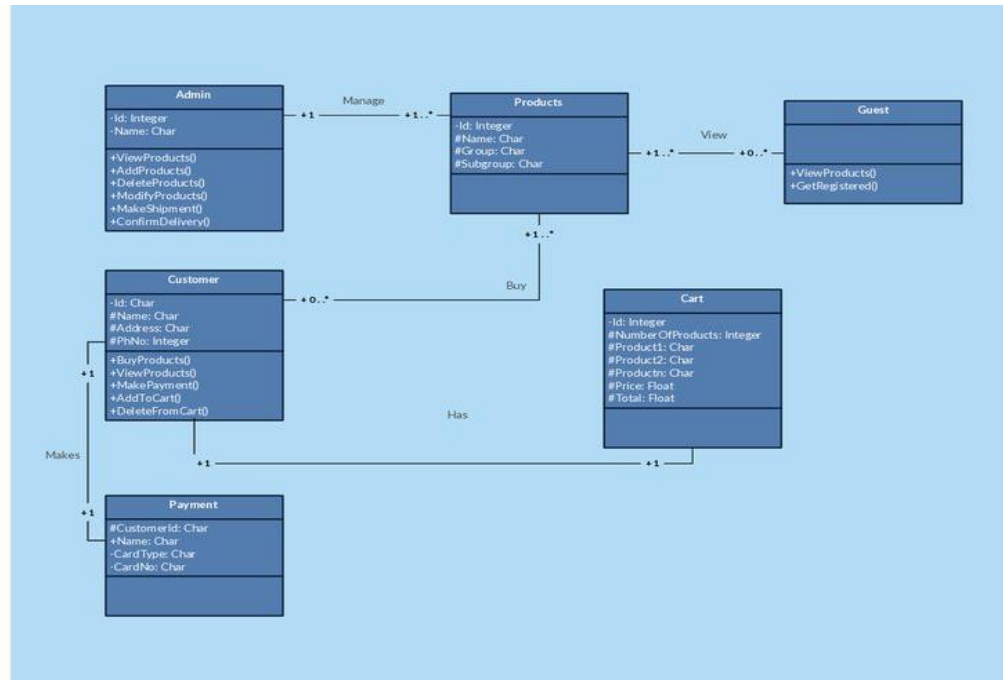 Admin
-Id: Integer
-Name: Char
+ViewProducts()
+AddProducts()
+DeleteProducts()
+ModifyProducts()
+MakeShipment()
+ConfirmDelivery()
Manage
+1
+1..*
Products
-Id: Integer
#Name: Char
#Group: Char
#Subgroup: Char
View
+1..*
+0..*
Guest
+ViewProducts()
+GetRegistered()
+1..*
Buy
+0..*
Customer
-Id: Char
#Name: Char
#Address: Char
#PhNo: Integer
+BuyProducts()
+ViewProducts()
+MakePayment()
+AddToCart()
+DeleteFromCart()
Cart
-Id: Integer
#NumberOfProducts: Integer
#Product1: Char
#Product2: Char
#Productn: Char
#Price: Float
#Total: Float
Has
+1
+1
+1
Makes
+1
Payment
#CustomerId: Char
+Name: Char
-CardType: Char
-CardNo: Char